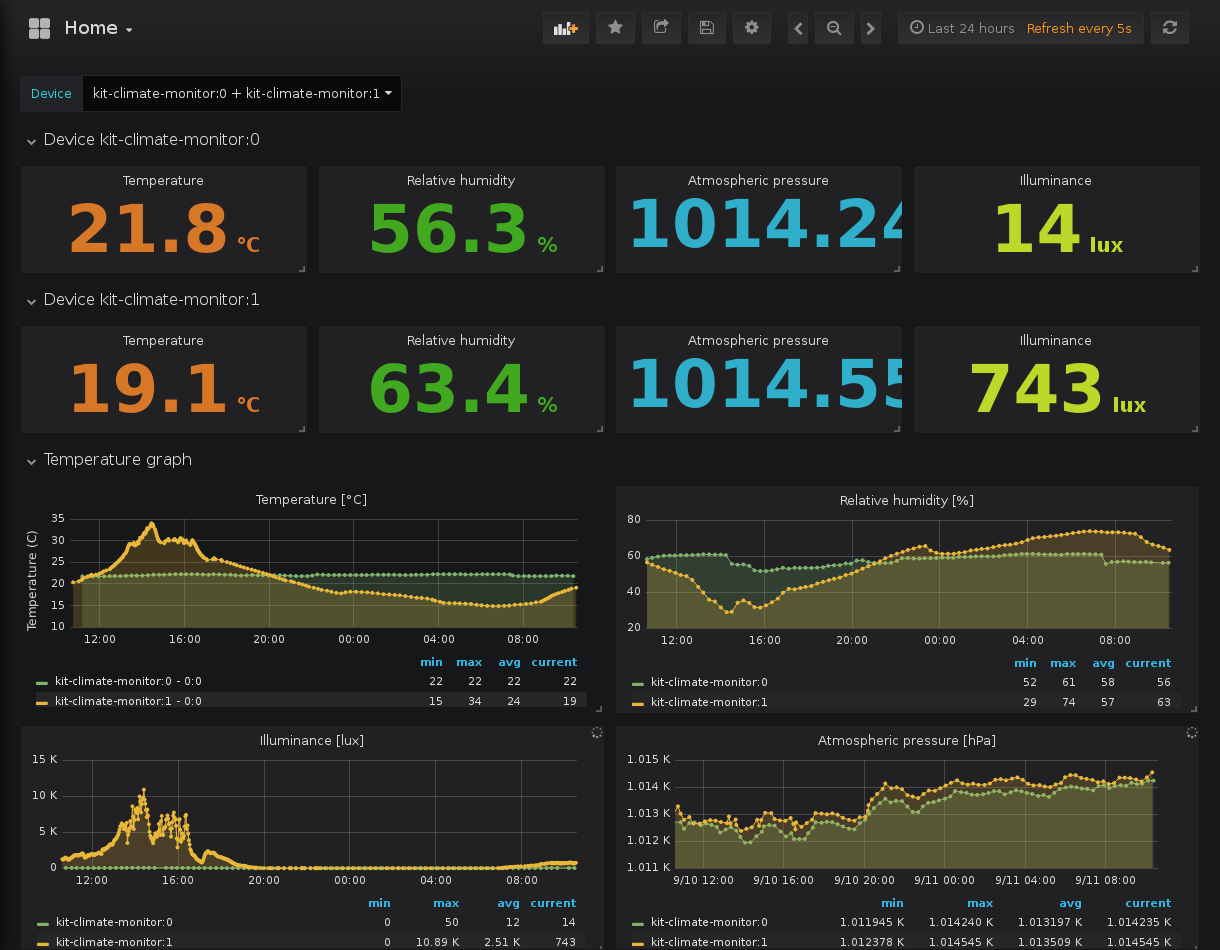 Home
Last 24 hours Refresh every 5s
Device kit-climate-monitor:0 + kit-climate-monitor:1
Device kit-climate-monitor:0
Temperature Relative humidity Atmospheric pressure Illuminance
21.8 °C 56.3 % 1014.24 14 lux
Device kit-climate-monitor:1
Temperature Relative humidity Atmospheric pressure Illuminance
19.1 °C 63.4 % 1014.55 743 lux
Temperature graph
Temperature [°C]
Temperature (C)
35
30
25
20
15
10
12:00 16:00 20:00 00:00 04:00 08:00
min max avg current
kit-climate-monitor:0 - 0:0 22 22 22 22
kit-climate-monitor:1 - 0:0 15 34 24 19
Relative humidity [%]
80
60
40
20
12:00 16:00 20:00 00:00 04:00 08:00
min max avg current
kit-climate-monitor:0 52 61 58 56
kit-climate-monitor:1 29 74 57 63
Illuminance [lux]
15 K
10 K
5 K
0
12:00 16:00 20:00 00:00 04:00 08:00
min max avg current
kit-climate-monitor:0 0 50 12 14
kit-climate-monitor:1 0 10.89 K 2.51 K 743
Atmospheric pressure [hPa]
1.015 K
1.014 K
1.013 K
1.012 K
1.011 K
9/10 12:00 9/10 16:00 9/10 20:00 9/11 00:00 9/11 04:00 9/11 08:00
min max avg current
kit-climate-monitor:0 1.011945 K 1.014240 K 1.013197 K 1.014235 K
kit-climate-monitor:1 1.012378 K 1.014545 K 1.013509 K 1.014545 K